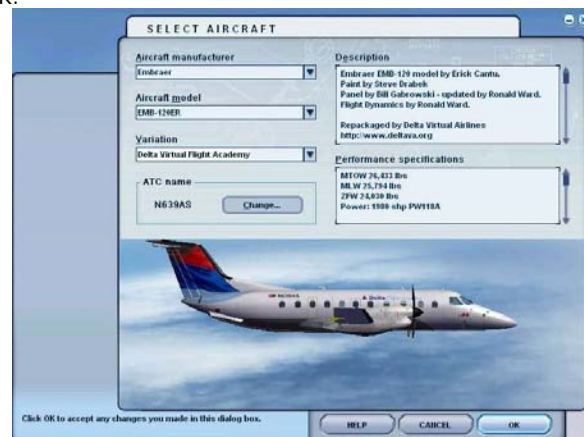 K.
SELECT AIRCRAFT
Aircraft manufacturer
Embraer
Aircraft model
EMB-120ER
Variation
Delta Virtual Flight Academy
ATC name
N639AS
Change...
Description
Embraer EMB-120 model by Erick Cantu.
Paint by Steve Drabek
Panel by Bill Gabrowski - updated by Ronald Ward.
Flight Dynamics by Ronald Ward.
Repackaged by Delta Virtual Airlines
http://www.deltava.org
Performance specifications
MTOW 26,433 lbs
MLW 25,794 lbs
ZFW 24,030 lbs
Power: 1980 shp PW118A
Delta
Click OK to accept any changes you made in this dialog box.
HELP
CANCEL
OK